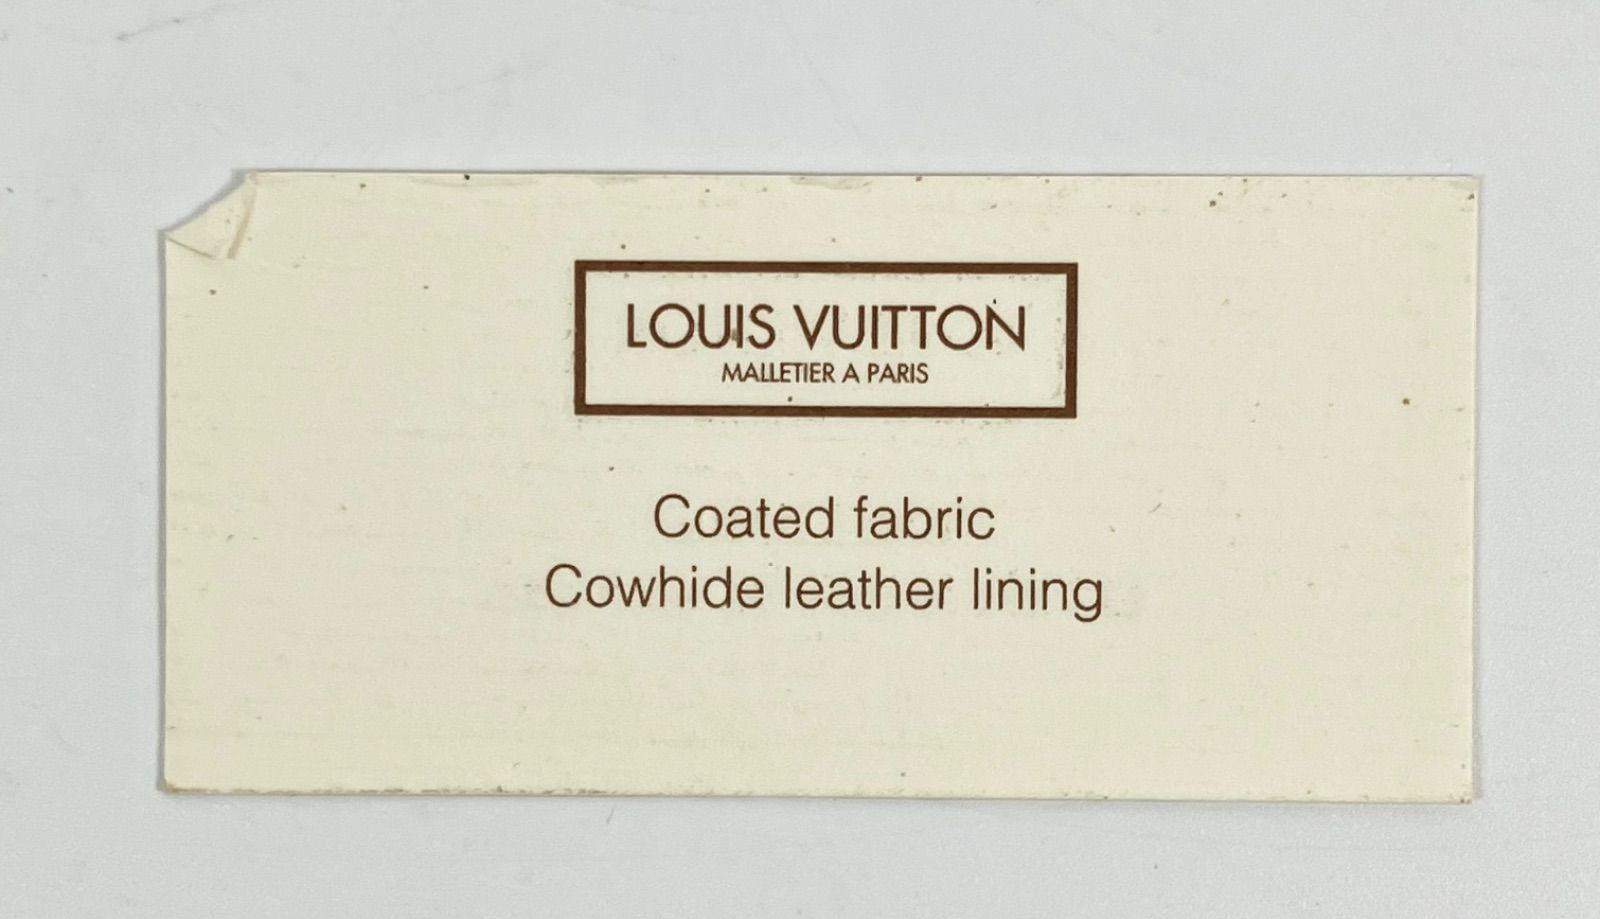 LOUIS VUITTON
MALLETIER A PARIS
Coated fabric
Cowhide leather lining